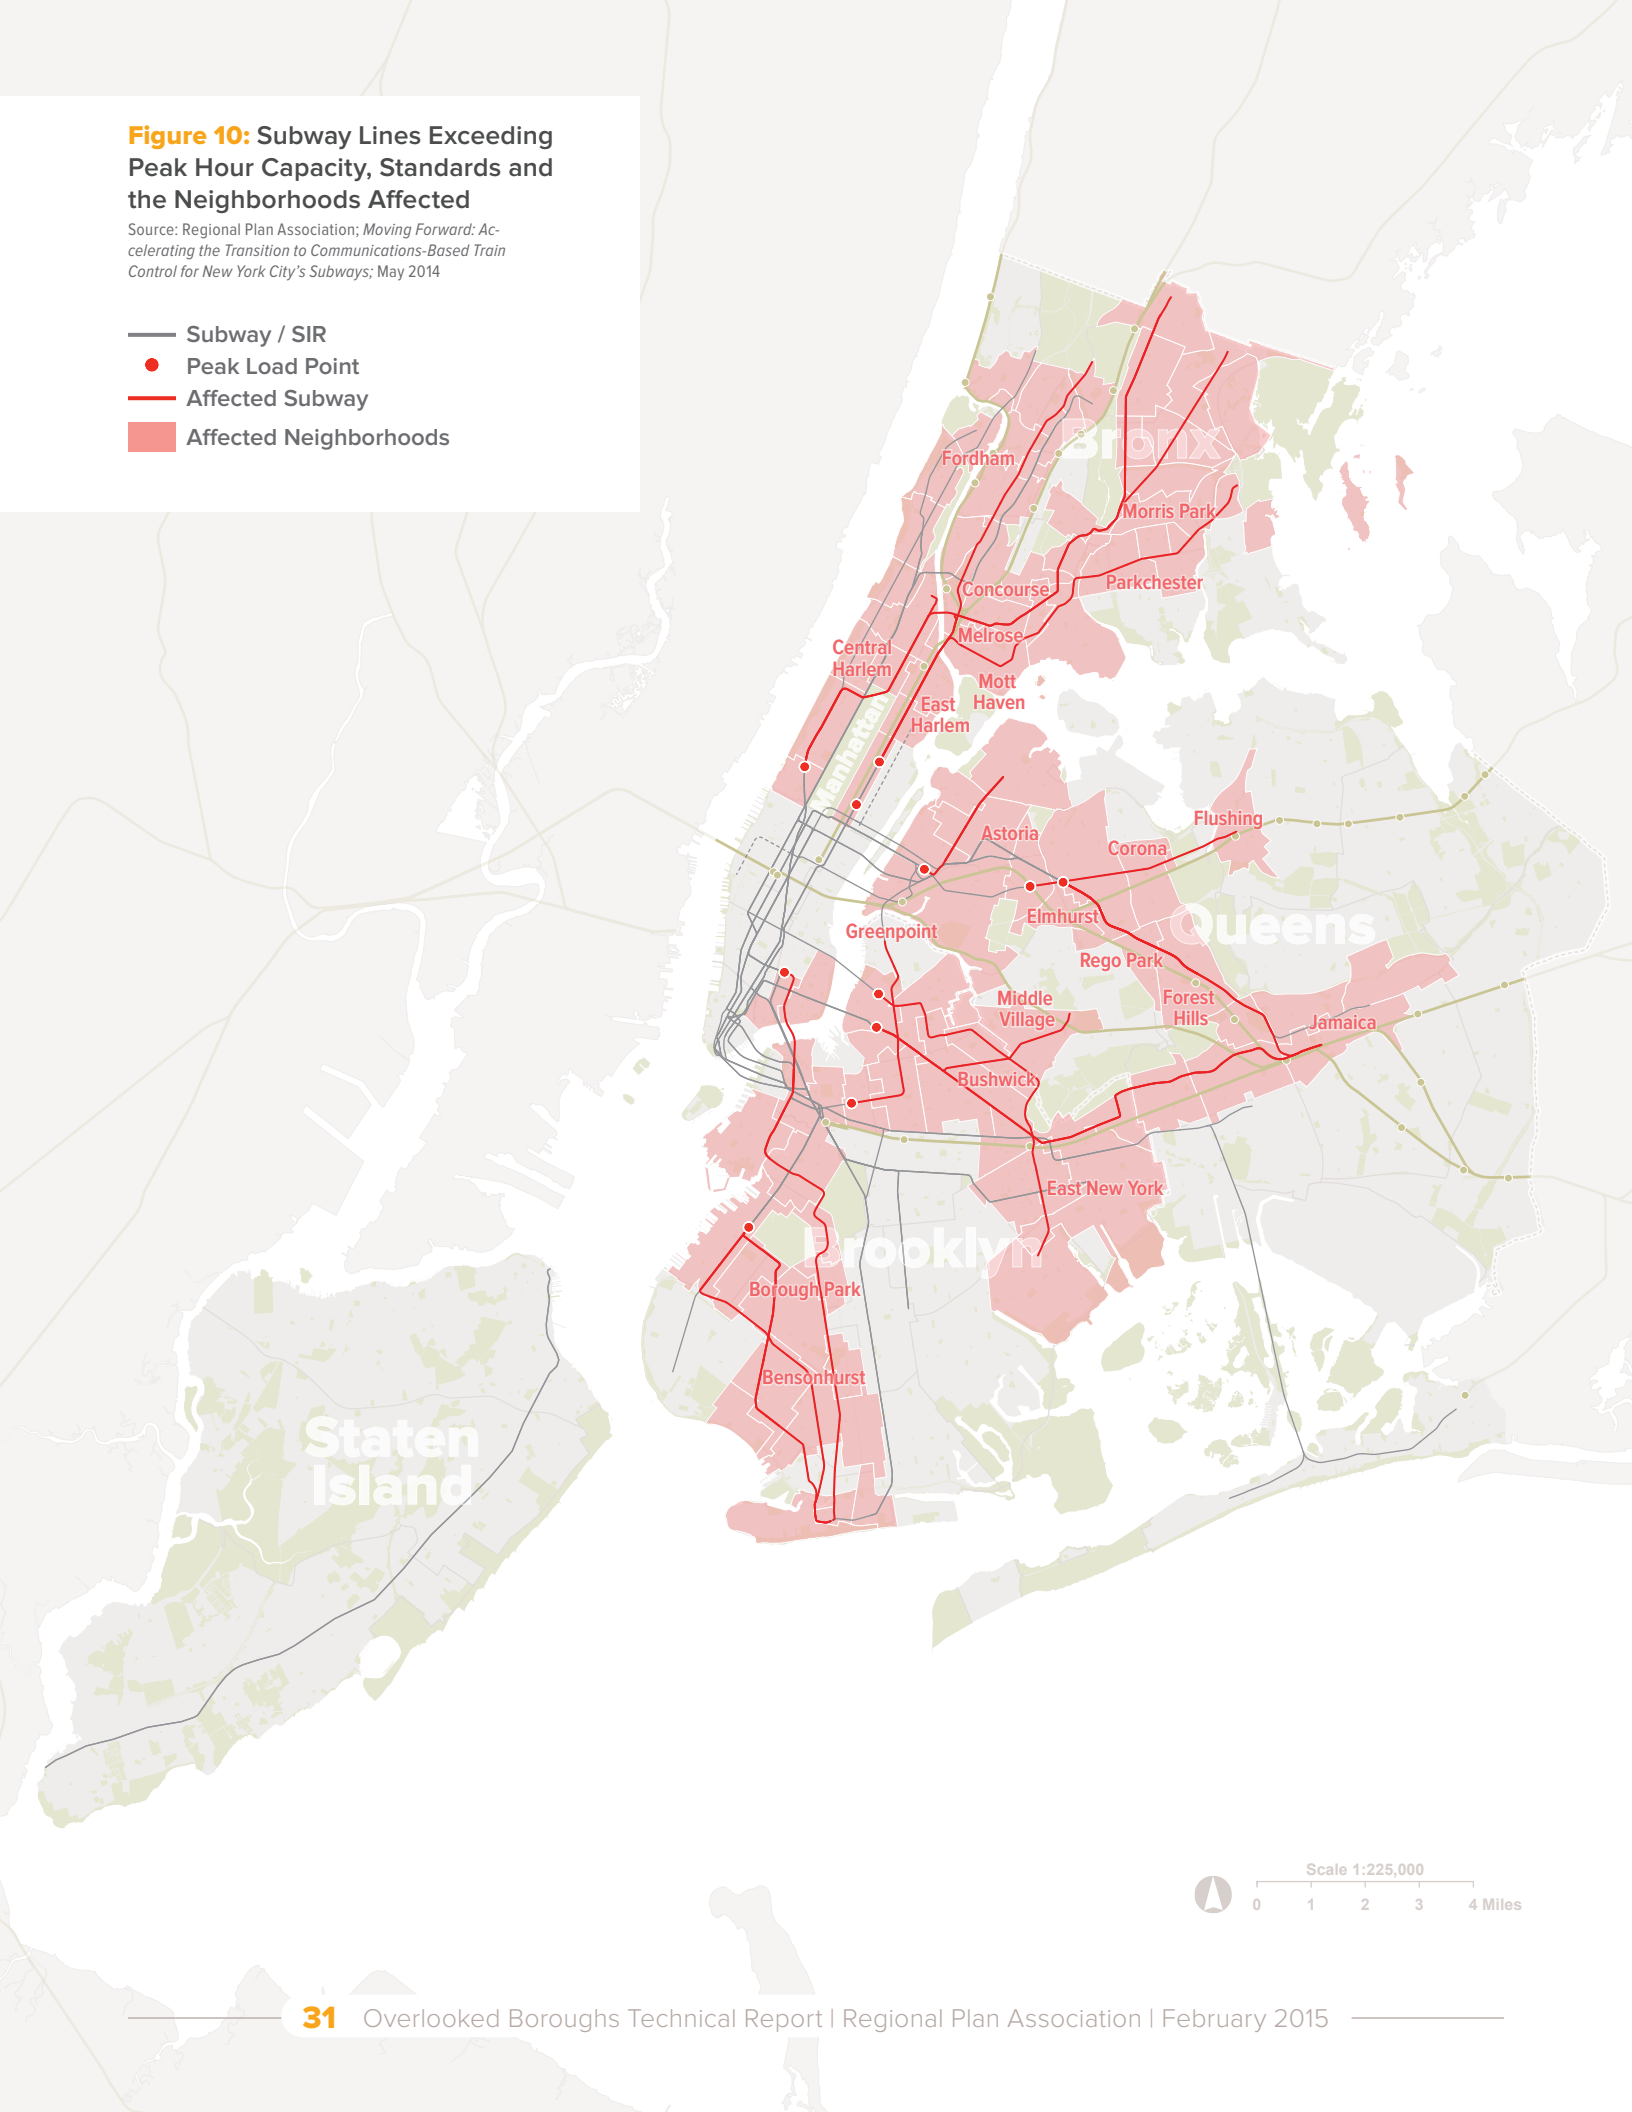 Figure 10: Subway Lines Exceeding
Peak Hour Capacity, Standards and
the Neighborhoods Affected
Source: Regional Plan Association; Moving Forward: Ac-
celerating the Transition to Communications-Based Train
Control for New York City's Subways; May 2014
Subway / SIR
Peak Load Point
Affected Subway
Affected Neighborhoods
Bronx
Fordham
Morris Park
Parkchester
Concourse
Melrose
Central
Harlem
Mott
Haven
East
Harlem
Manhattan
Flushing
Astoria
Corona
Elmhurst
Queens
Greenpoint
Rego Park
Middle
Village
Forest
Hills
Jamaica
Bushwick
East New York
Brooklyn
Borough Park
Bensonhurst
Staten
Island
Scale 1:225,000
0 1 2 3 4 Miles
31 Overlooked Boroughs Technical Report | Regional Plan Association | February 2015